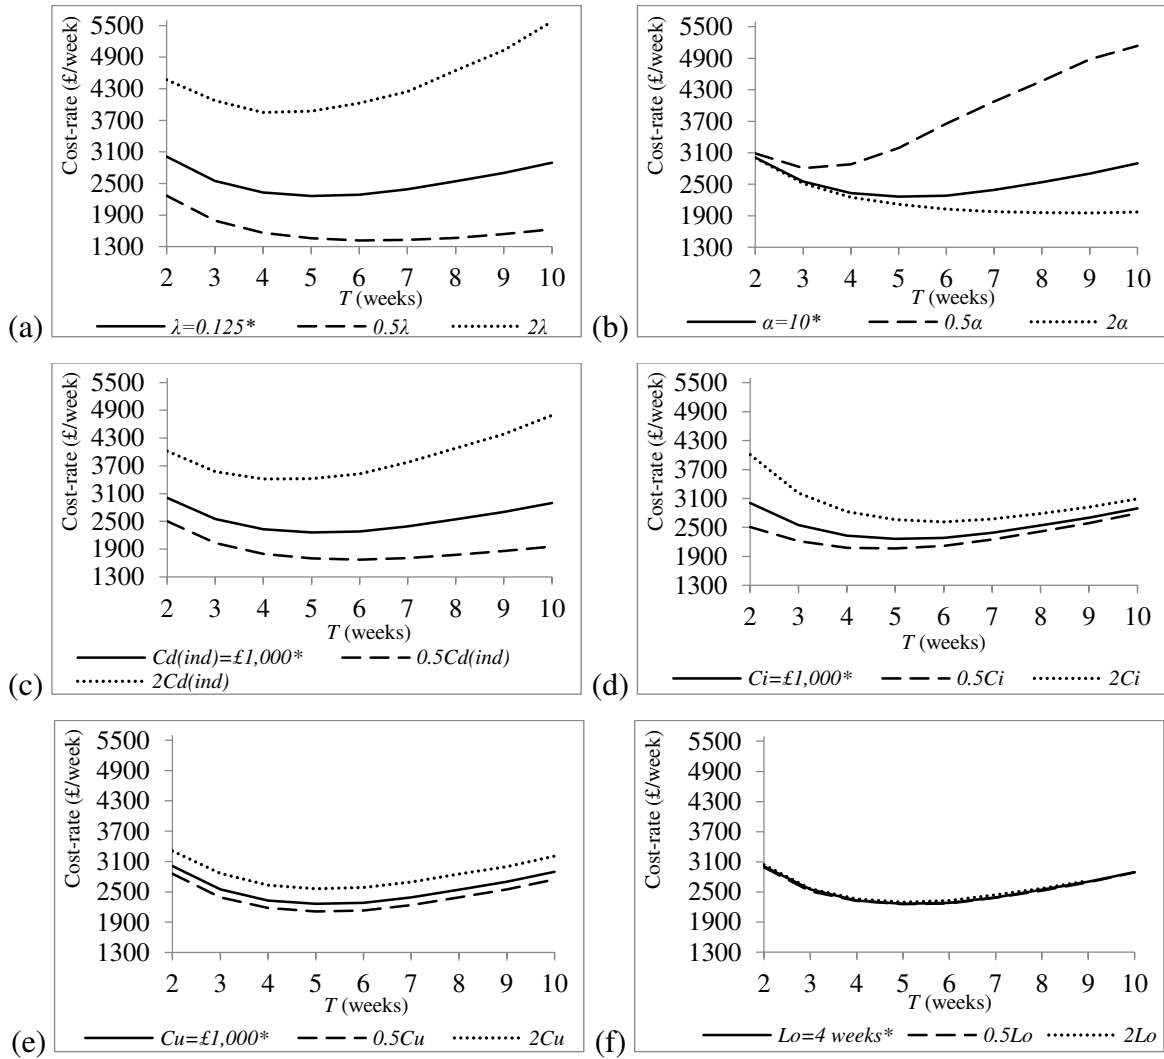 Cost-rate (£/week)
5500
4900
4300
3700
3100
2500
1900
1300
2 3 4 5 6 7 8 9 10
T (weeks)
(a)
λ=0.125* 0.5λ 2λ
Cost-rate (£/week)
5500
4900
4300
3700
3100
2500
1900
1300
2 3 4 5 6 7 8 9 10
T (weeks)
(b)
α=10* 0.5α 2α
Cost-rate (£/week)
5500
4900
4300
3700
3100
2500
1900
1300
2 3 4 5 6 7 8 9 10
T (weeks)
Cd(ind)=£1,000* 0.5Cd(ind)
(c)
2Cd(ind)
Cost-rate (£/week)
5500
4900
4300
3700
3100
2500
1900
1300
2 3 4 5 6 7 8 9 10
T (weeks)
(d)
Ci=£1,000* 0.5Ci 2Ci
Cost-rate (£/week)
5500
4900
4300
3700
3100
2500
1900
1300
2 3 4 5 6 7 8 9 10
T (weeks)
(e)
Cu=£1,000* 0.5Cu 2Cu
Cost-rate (£/week)
5500
4900
4300
3700
3100
2500
1900
1300
2 3 4 5 6 7 8 9 10
T (weeks)
(f)
Lo=4 weeks* 0.5Lo 2Lo